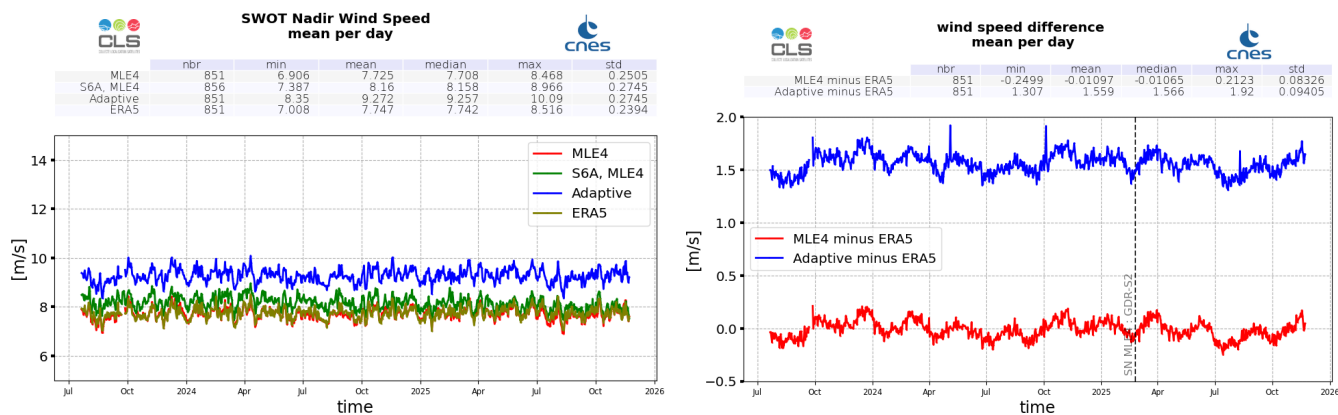 SWOT Nadir Wind Speed
mean per day
CLS
cnes
nbr min mean median max std
MLE4 851 6.906 7.725 7.708 8.468 0.2505
S6A, MLE4 856 7.387 8.16 8.158 8.966 0.2745
Adaptive 851 8.35 9.272 9.257 10.09 0.2745
ERA5 851 7.008 7.747 7.742 8.516 0.2394
14
12
10
8
6
[m/s]
MLE4
S6A, MLE4
Adaptive
ERA5
Jul Oct 2024 Apr Jul Oct 2025 Apr Jul Oct 2026
time
wind speed difference
mean per day
CLS
cnes
nbr min mean median max std
MLE4 minus ERA5 851 -0.2499 -0.01097 -0.01065 0.2123 0.08326
Adaptive minus ERA5 851 1.307 1.559 1.566 1.92 0.09405
2.0
1.5
1.0
0.5
0.0
−0.5
[m/s]
MLE4 minus ERA5
Adaptive minus ERA5
: GDR-S2
Jul Oct 2024 Apr Jul Oct 2025 Apr Jul Oct 2026
time